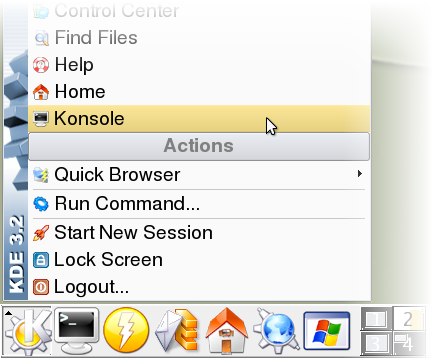 Control Center
Find Files
Help
Home
Konsole
Actions
Quick Browser
Run Command...
Start New Session
Lock Screen
Logout...
KDE 3.2
1 2
3 4